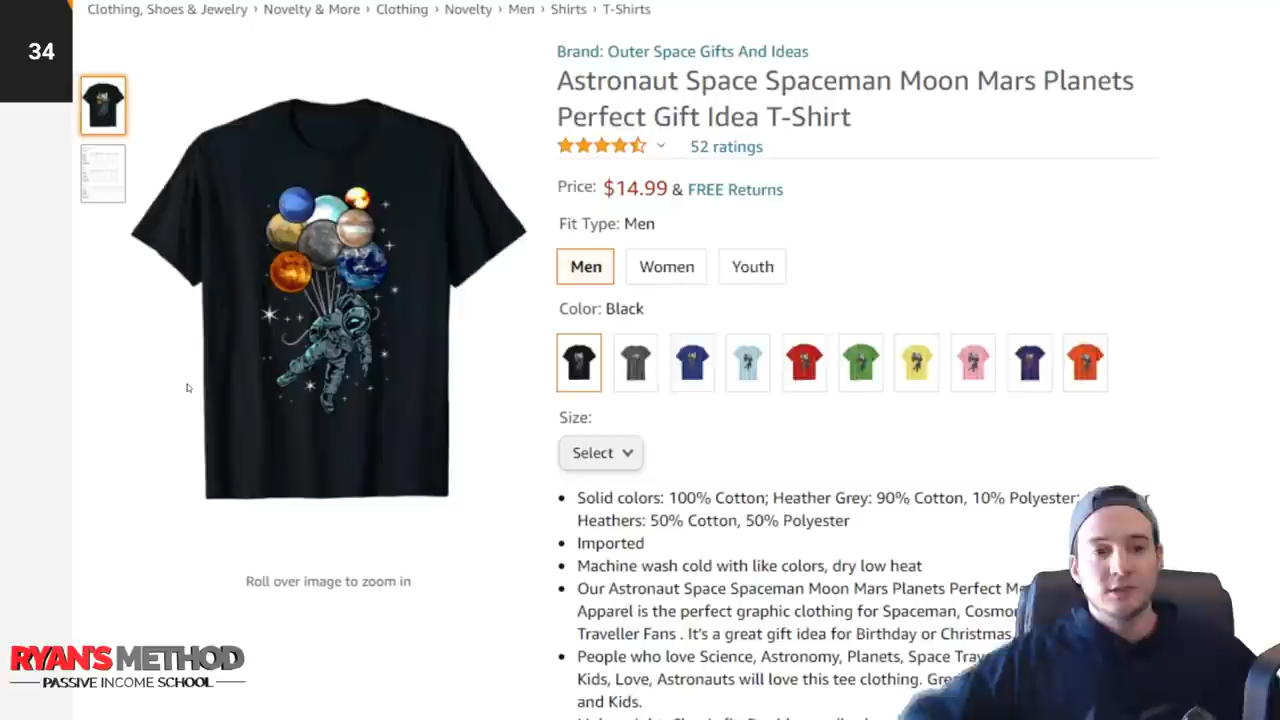 34
Clothing, Shoes & Jewelry › Novelty & More › Clothing › Novelty › Men › Shirts › T-Shirts
Brand: Outer Space Gifts And Ideas
Astronaut Space Spaceman Moon Mars Planets
Perfect Gift Idea T-Shirt
52 ratings
Price: $14.99 & FREE Returns
Fit Type: Men
Men Women Youth
Color: Black
Size:
Select
Solid colors: 100% Cotton; Heather Grey: 90% Cotton, 10% Polyester;
Heathers: 50% Cotton, 50% Polyester
Imported
Machine wash cold with like colors, dry low heat
Our Astronaut Space Spaceman Moon Mars Planets Perfect
Apparel is the perfect graphic clothing for Spaceman,
Traveller Fans . It's a great gift idea for Birthday or Christmas.
People who love Science, Astronomy, Planets, Space
Kids, Love, Astronauts will love this tee clothing.
and Kids.
Roll over image to zoom in
RYAN'S METHOD
PASSIVE INCOME SCHOOL